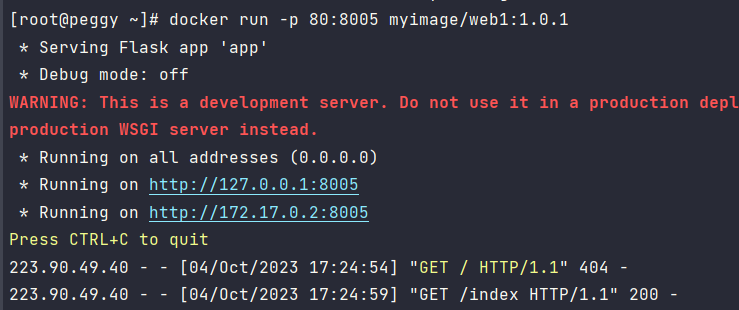 [root@peggy ~]# docker run -p 80:8005 myimage/web1:1.0.1
* Serving Flask app 'app'
* Debug mode: off
WARNING: This is a development server. Do not use it in a production depl
production WSGI server instead.
* Running on all addresses (0.0.0.0)
* Running on http://127.0.0.1:8005
* Running on http://172.17.0.2:8005
Press CTRL+C to quit
223.90.49.40 - - [04/Oct/2023 17:24:54] "GET / HTTP/1.1" 404 -
223.90.49.40 - - [04/Oct/2023 17:24:59] "GET /index HTTP/1.1" 200 -